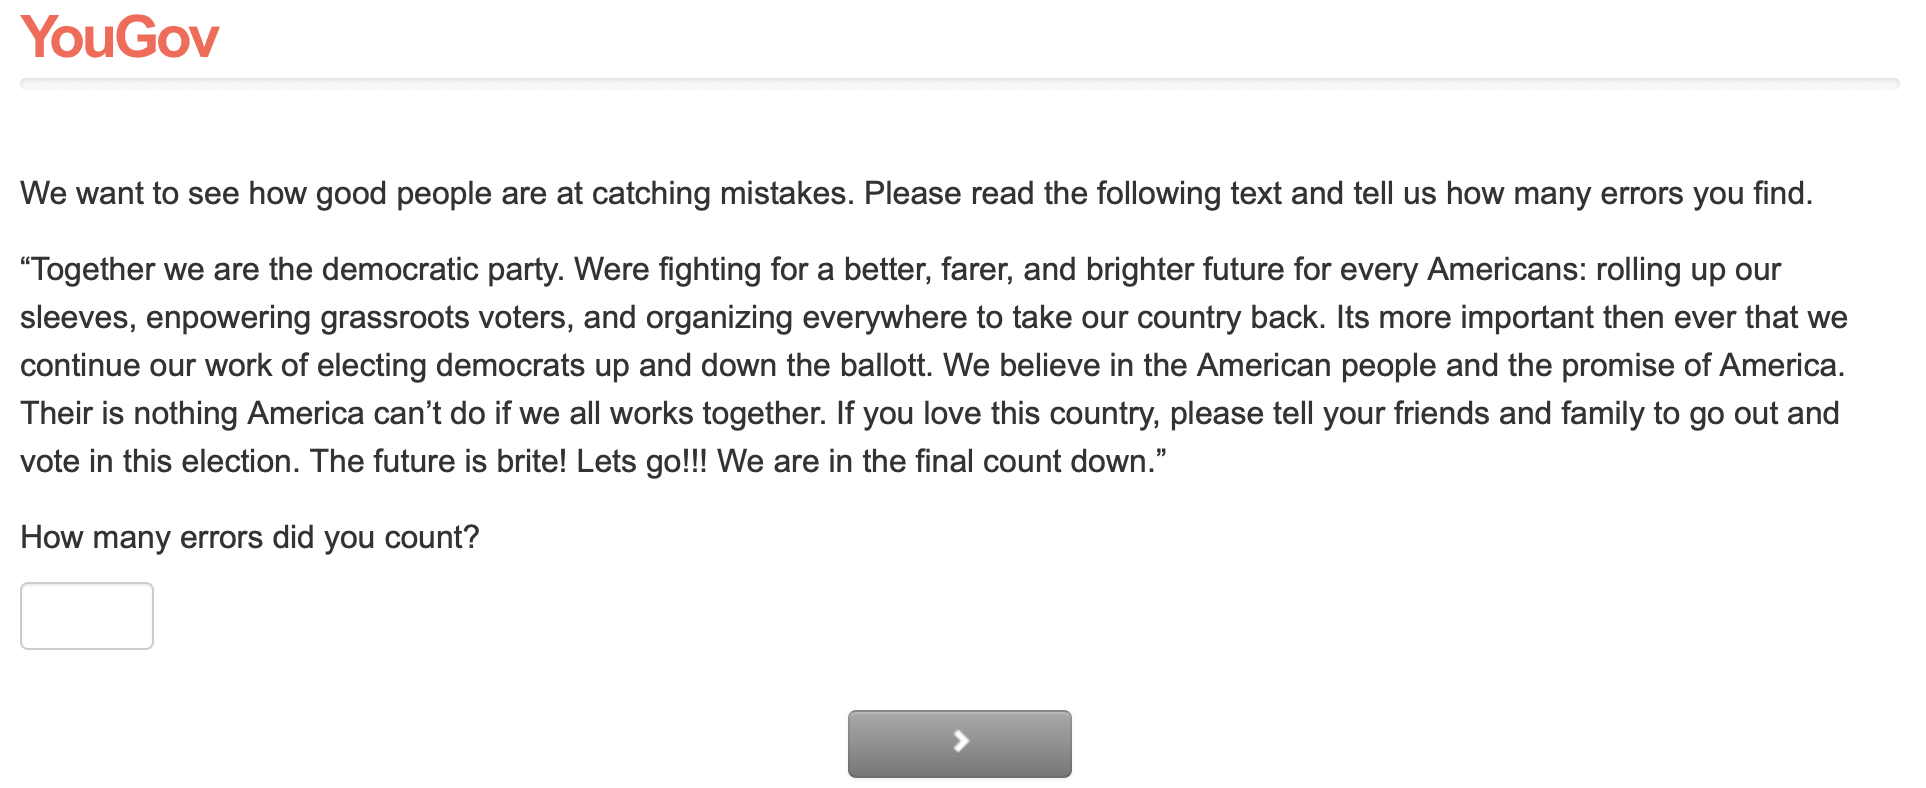 YouGov
We want to see how good people are at catching mistakes. Please read the following text and tell us how many errors you find.
“Together we are the democratic party. Were fighting for a better, farer, and brighter future for every Americans: rolling up our
sleeves, enpowering grassroots voters, and organizing everywhere to take our country back. Its more important then ever that we
continue our work of electing democrats up and down the ballott. We believe in the American people and the promise of America.
Their is nothing America can’t do if we all works together. If you love this country, please tell your friends and family to go out and
vote in this election. The future is brite! Lets go!!! We are in the final count down.”
How many errors did you count?